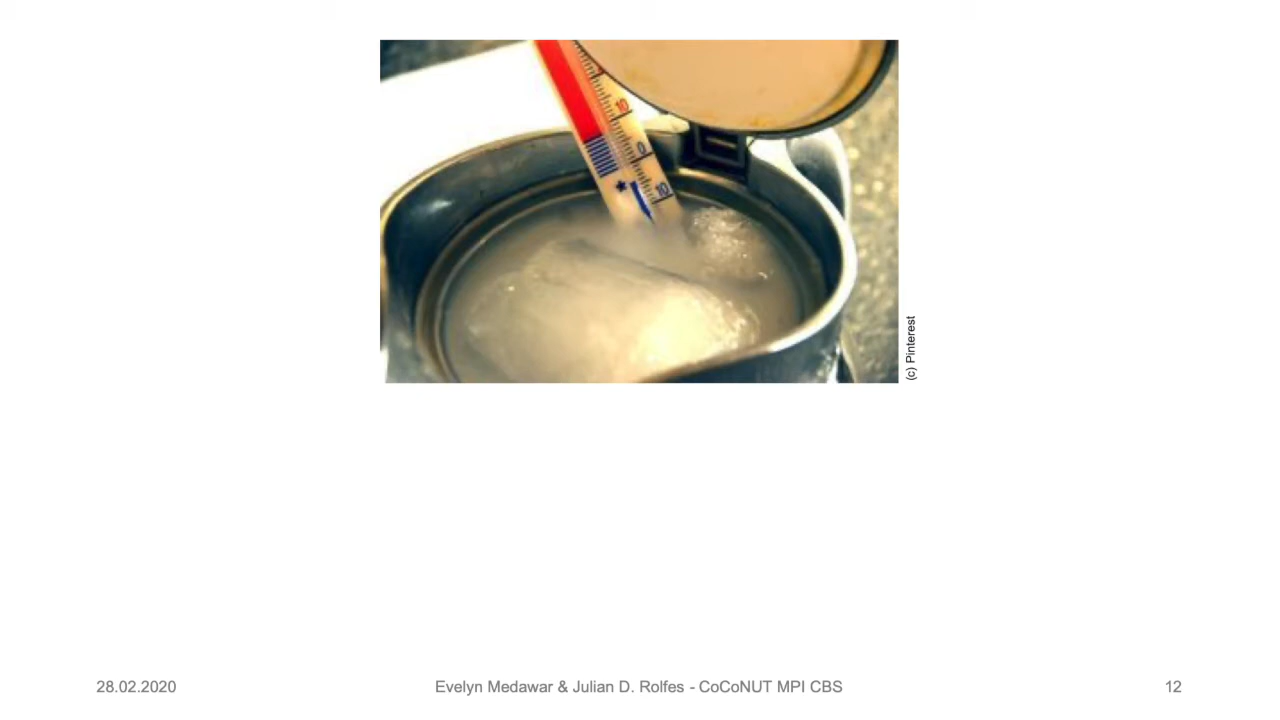 10
0
10
(c) Pinterest
28.02.2020
Evelyn Medawar & Julian D. Rolfes - CoCoNUT MPI CBS
12